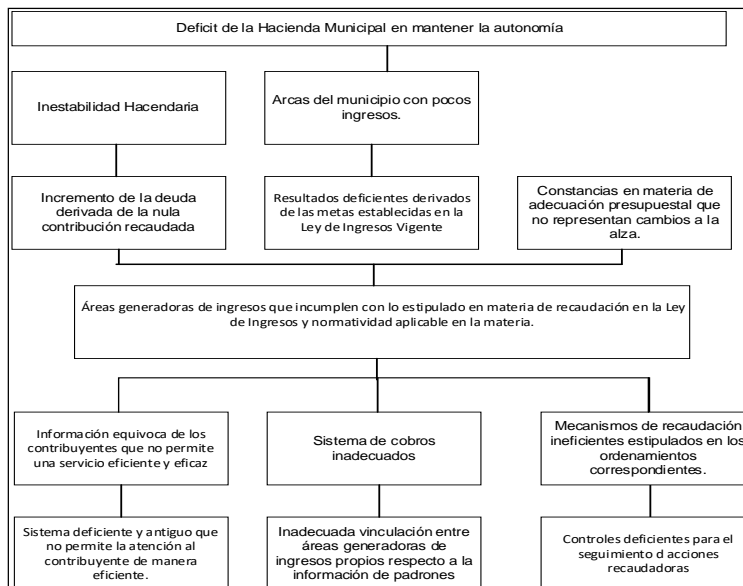 Deficit de la Hacienda Municipal en mantener la autonomía
Inestabilidad Hacendaria
Arcas del municipio con pocos
ingresos.
Incremento de la deuda
derivada de la nula
contribución recaudada
Resultados deficientes derivados
de las metas establecidas en la
Ley de Ingresos Vigente
Constancias en materia de
adecuación presupuestal que
no representan cambios a la
alza.
Áreas generadoras de ingresos que incumplen con lo estipulado en materia de recaudación en la Ley
de Ingresos y normatividad aplicable en la materia.
Información equivoca de los
contribuyentes que no permite
una servicio eficiente y eficaz
Sistema de cobros
inadecuados
Mecanismos de recaudación
ineficientes estipulados en los
ordenamientos
correspondientes.
Sistema deficiente y antiguo que
no permite la atención al
contribuyente de manera
eficiente.
Inadecuada vinculación entre
áreas generadoras de
ingresos propios respecto a la
información de padrones
Controles deficientes para el
seguimiento d acciones
recaudadoras